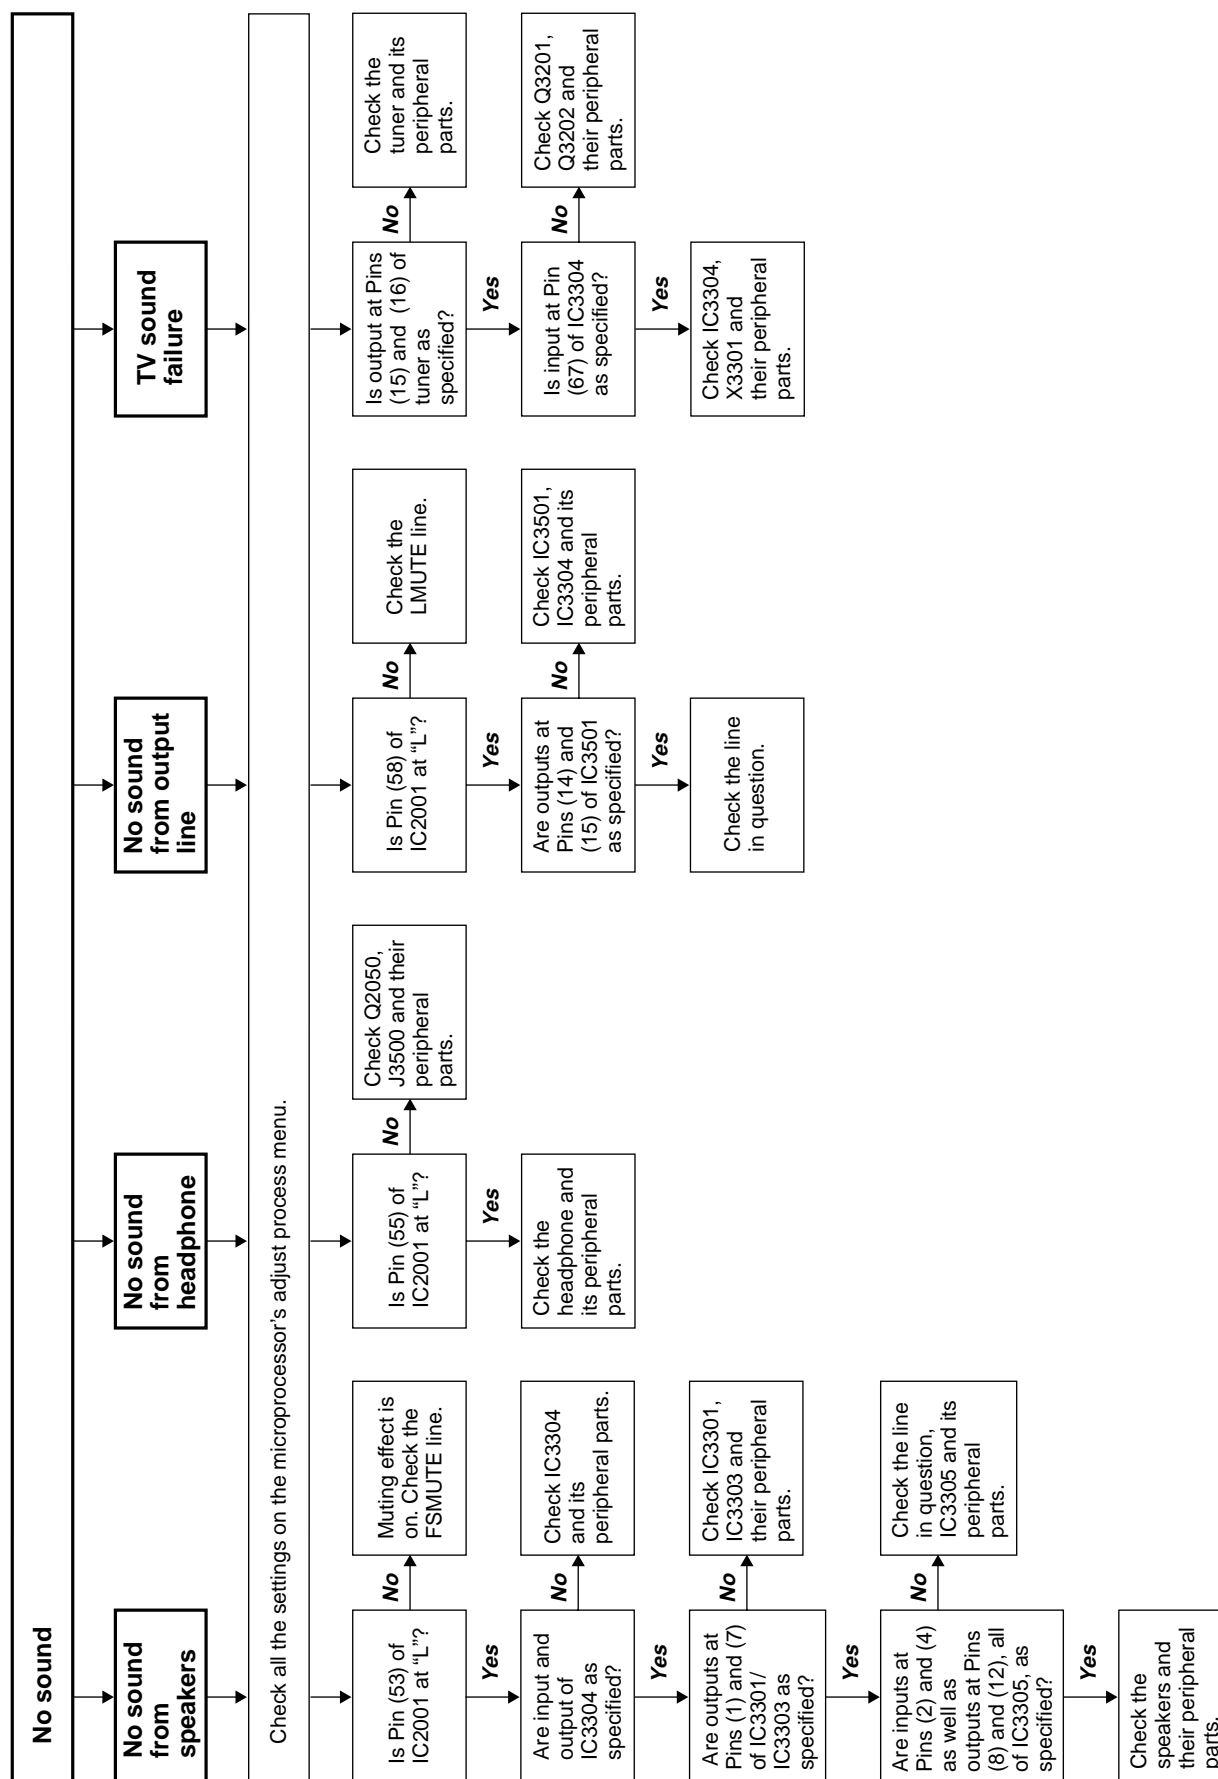 No sound
No sound
from
speakers
No sound
from
headphone
No sound
from output
line
TV sound
failure
Check all the settings on the microprocessor’s adjust process menu.
Is Pin (53) of
IC2001 at “L”?
No
Muting effect is
on. Check the
FSMUTE line.
Yes
Are input and
output of
IC3304 as
specified?
No
Check IC3304
and its
peripheral parts.
Yes
Are outputs at
Pins (1) and (7)
of IC3301/
IC3303 as
specified?
No
Check IC3301,
IC3303 and
their peripheral
parts.
Yes
Are inputs at
Pins (2) and (4)
as well as
outputs at Pins
(8) and (12), all
of IC3305, as
specified?
No
Check the line
in question,
IC3305 and its
peripheral
parts.
Yes
Check the
speakers and
their peripheral
parts.
Is Pin (55) of
IC2001 at “L”?
No
Check Q2050,
J3500 and their
peripheral
parts.
Yes
Check the
headphone and
its peripheral
parts.
Is Pin (58) of
IC2001 at “L”?
No
Check the
LMUTE line.
Yes
Are outputs at
Pins (14) and
(15) of IC3501
as specified?
No
Check IC3501,
IC3304 and its
peripheral
parts.
Yes
Check the line
in question.
Is output at Pins
(15) and (16) of
tuner as
specified?
No
Check the
tuner and its
peripheral
parts.
Yes
Is input at Pin
(67) of IC3304
as specified?
No
Check Q3201,
Q3202 and
their peripheral
parts.
Yes
Check IC3304,
X3301 and
their peripheral
parts.